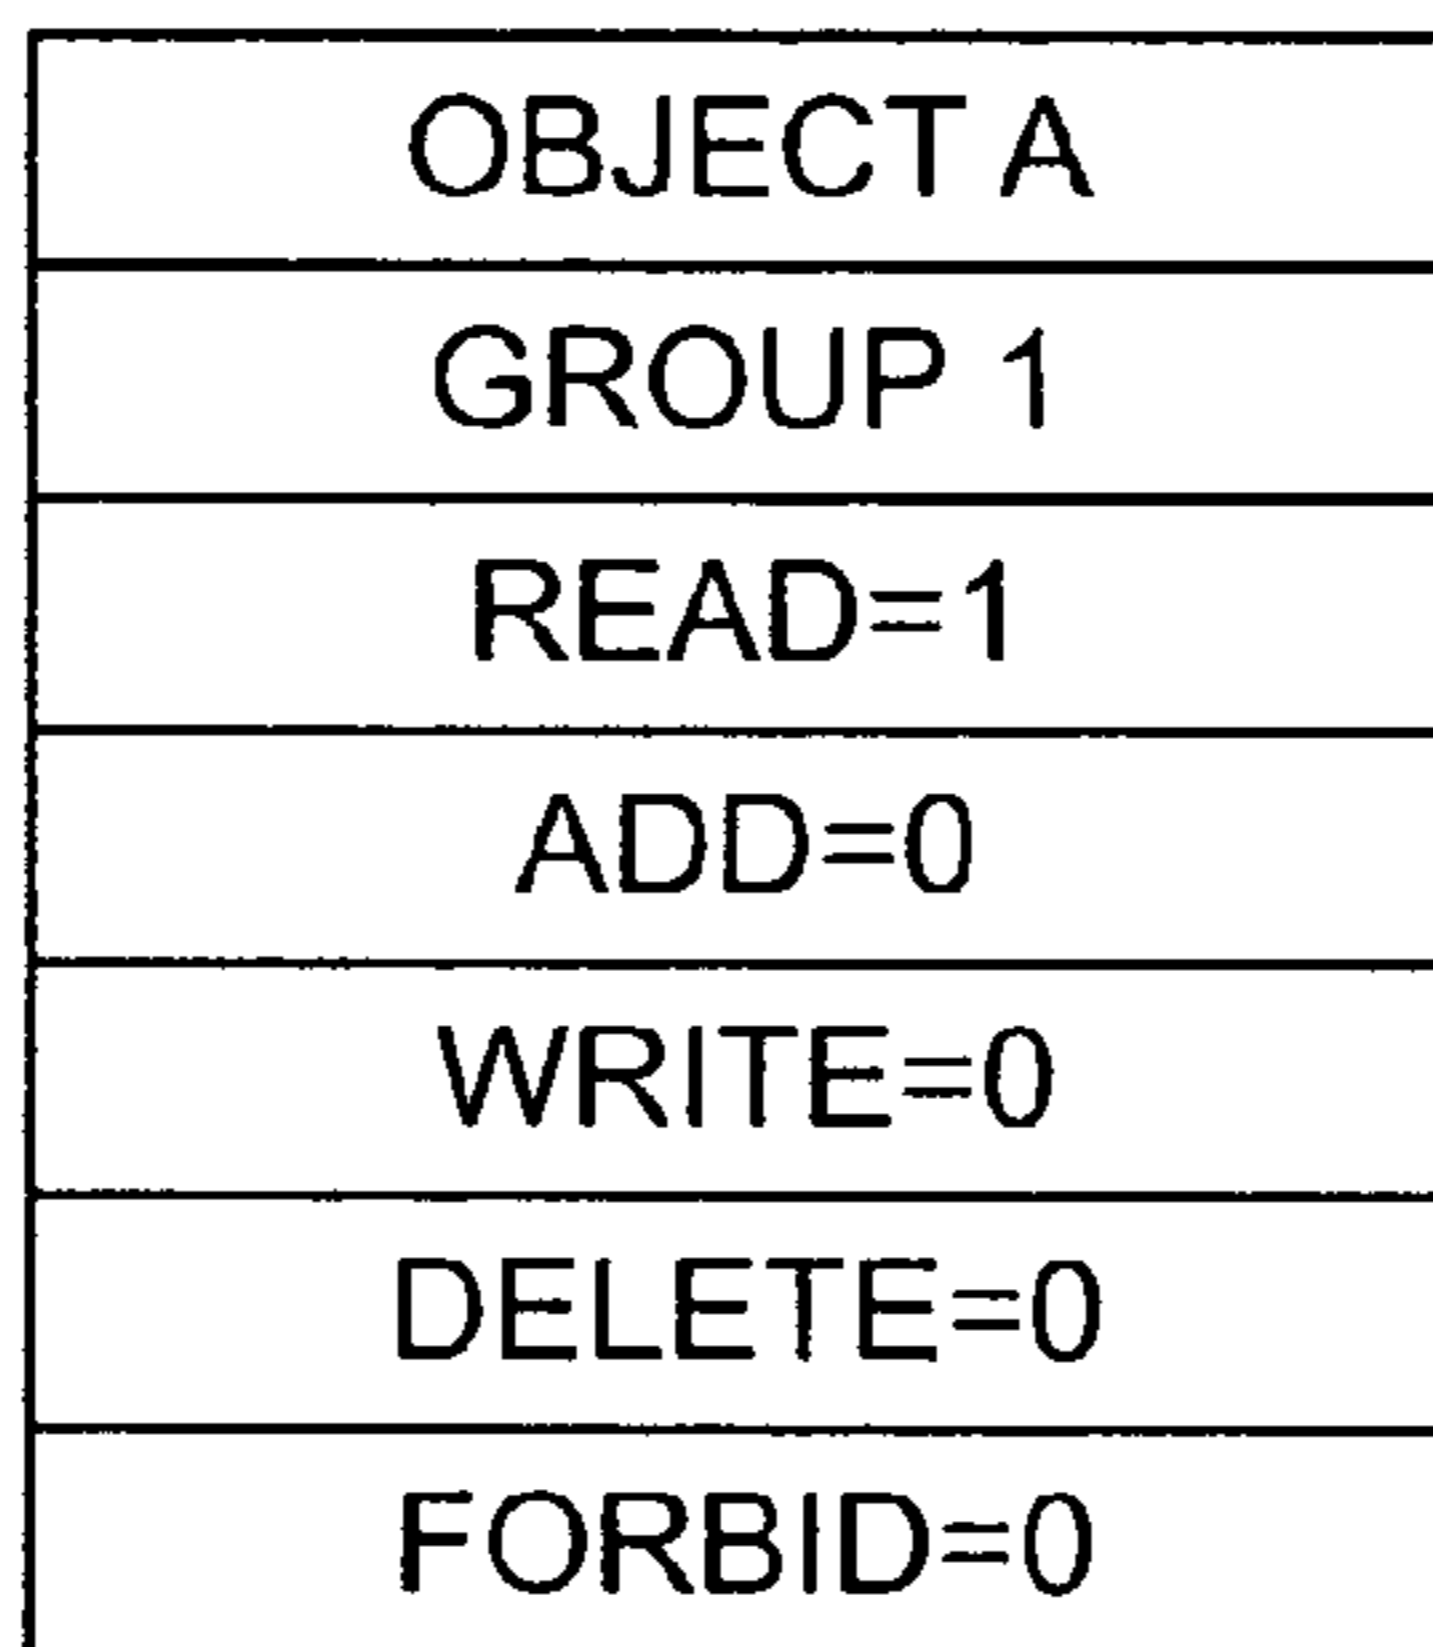 OBJECT A
GROUP 1
READ=1
ADD=0
WRITE=0
DELETE=0
FORBID=0